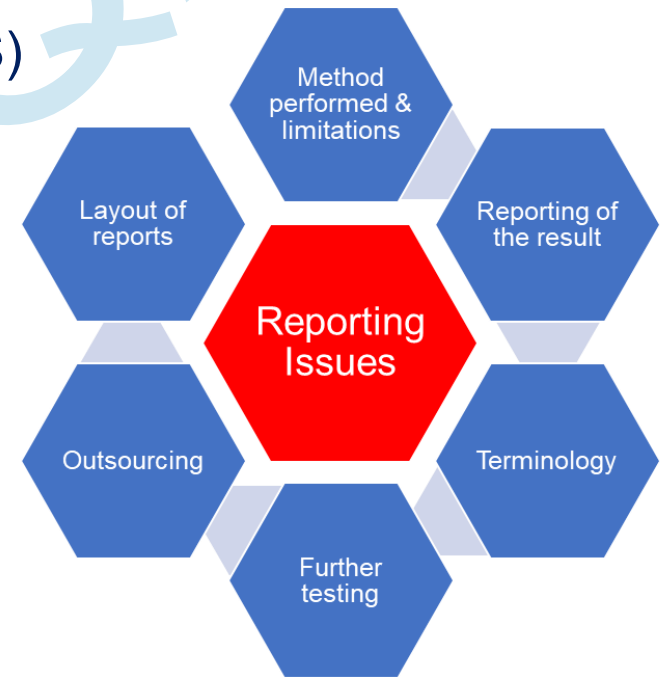 S)
Method
performed &
limitations
Reporting of
the result
Terminology
Further
testing
Outsourcing
Layout of
reports
Reporting
Issues